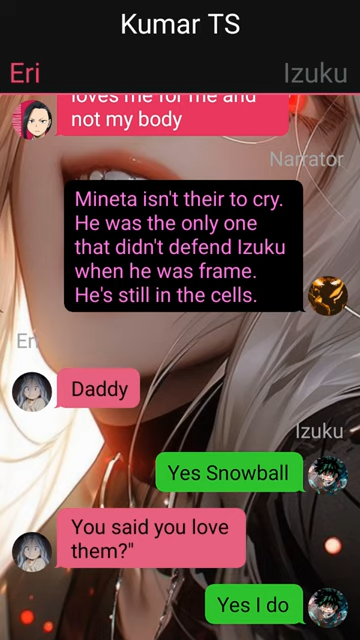 Kumar TS
Eri
Izuku
loves me for me and
not my body
Narrator
Mineta isn't their to cry.
He was the only one
that didn't defend Izuku
when he was frame.
He's still in the cells.
Eri
Daddy
Izuku
Yes Snowball
You said you love
them?"
Yes I do